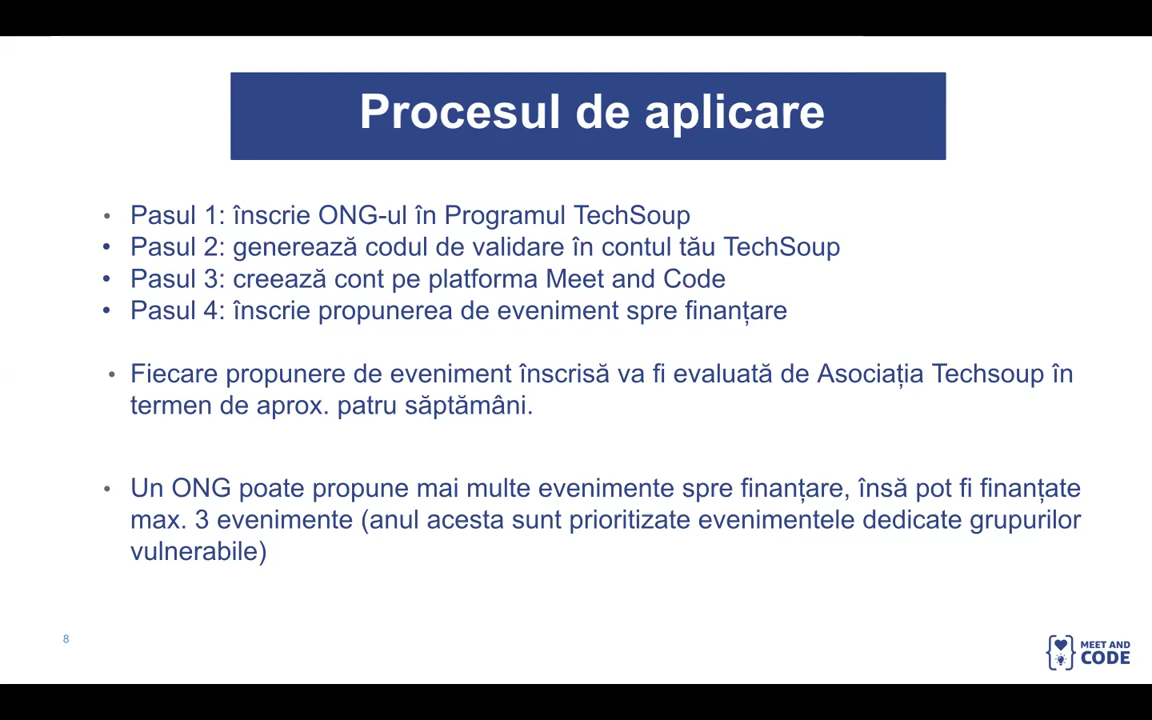 Procesul de aplicare
• Pasul 1: înscrie ONG-ul în Programul TechSoup
• Pasul 2: generează codul de validare în contul tău TechSoup
• Pasul 3: creează cont pe platforma Meet and Code
• Pasul 4: înscrie propunerea de eveniment spre finanțare
• Fiecare propunere de eveniment înscrisă va fi evaluată de Asociația Techsoup în
termen de aprox. patru săptămâni.
• Un ONG poate propune mai multe evenimente spre finanțare, însă pot fi finanțate
max. 3 evenimente (anul acesta sunt prioritizate evenimentele dedicate grupurilor
vulnerabile)
8
MEET AND
CODE